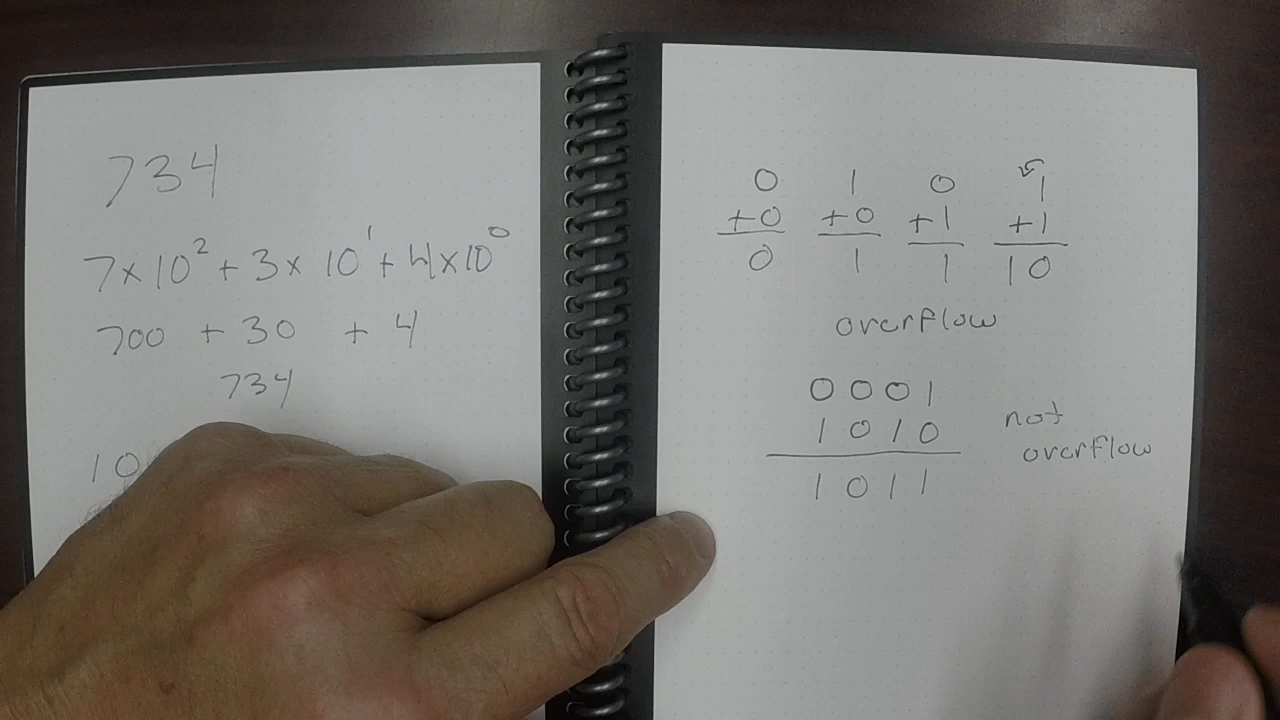 734
7×10² + 3×10¹ + 4×10⁰
700 + 30 + 4
734
10
0 1 0 1
+0 +0 +1 +1
0 1 1 10
overflow
0001
1010
1011
not
overflow